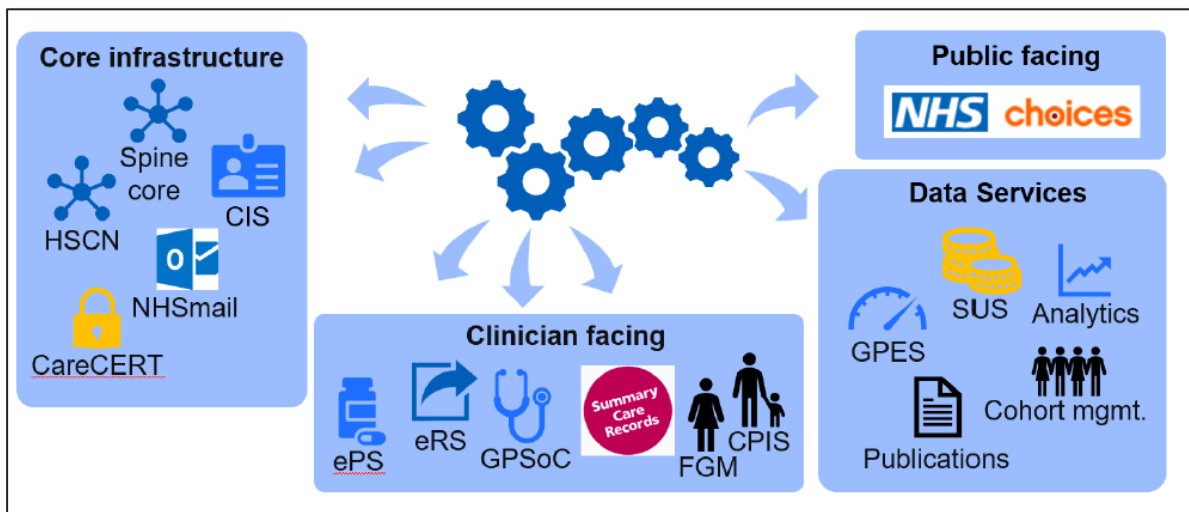 Core infrastructure
Spine
core
CIS
HSCN
NHSmail
CareCERT
Public facing
NHS choices
Data Services
SUS
Analytics
GPES
Cohort mgmt.
Publications
Clinician facing
ePS
eRS
GPSoC
Summary
Care
Records
FGM
CPIS
O